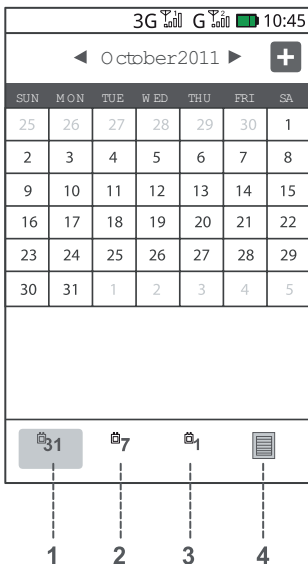 3G 1 G 2 10:45
October2011
SUN MON TUE WED THU FRI SA
25 26 27 28 29 30 1
2 3 4 5 6 7 8
9 10 11 12 13 14 15
16 17 18 19 20 21 22
23 24 25 26 27 28 29
30 31 1 2 3 4 5
31 7 1
1 2 3 4